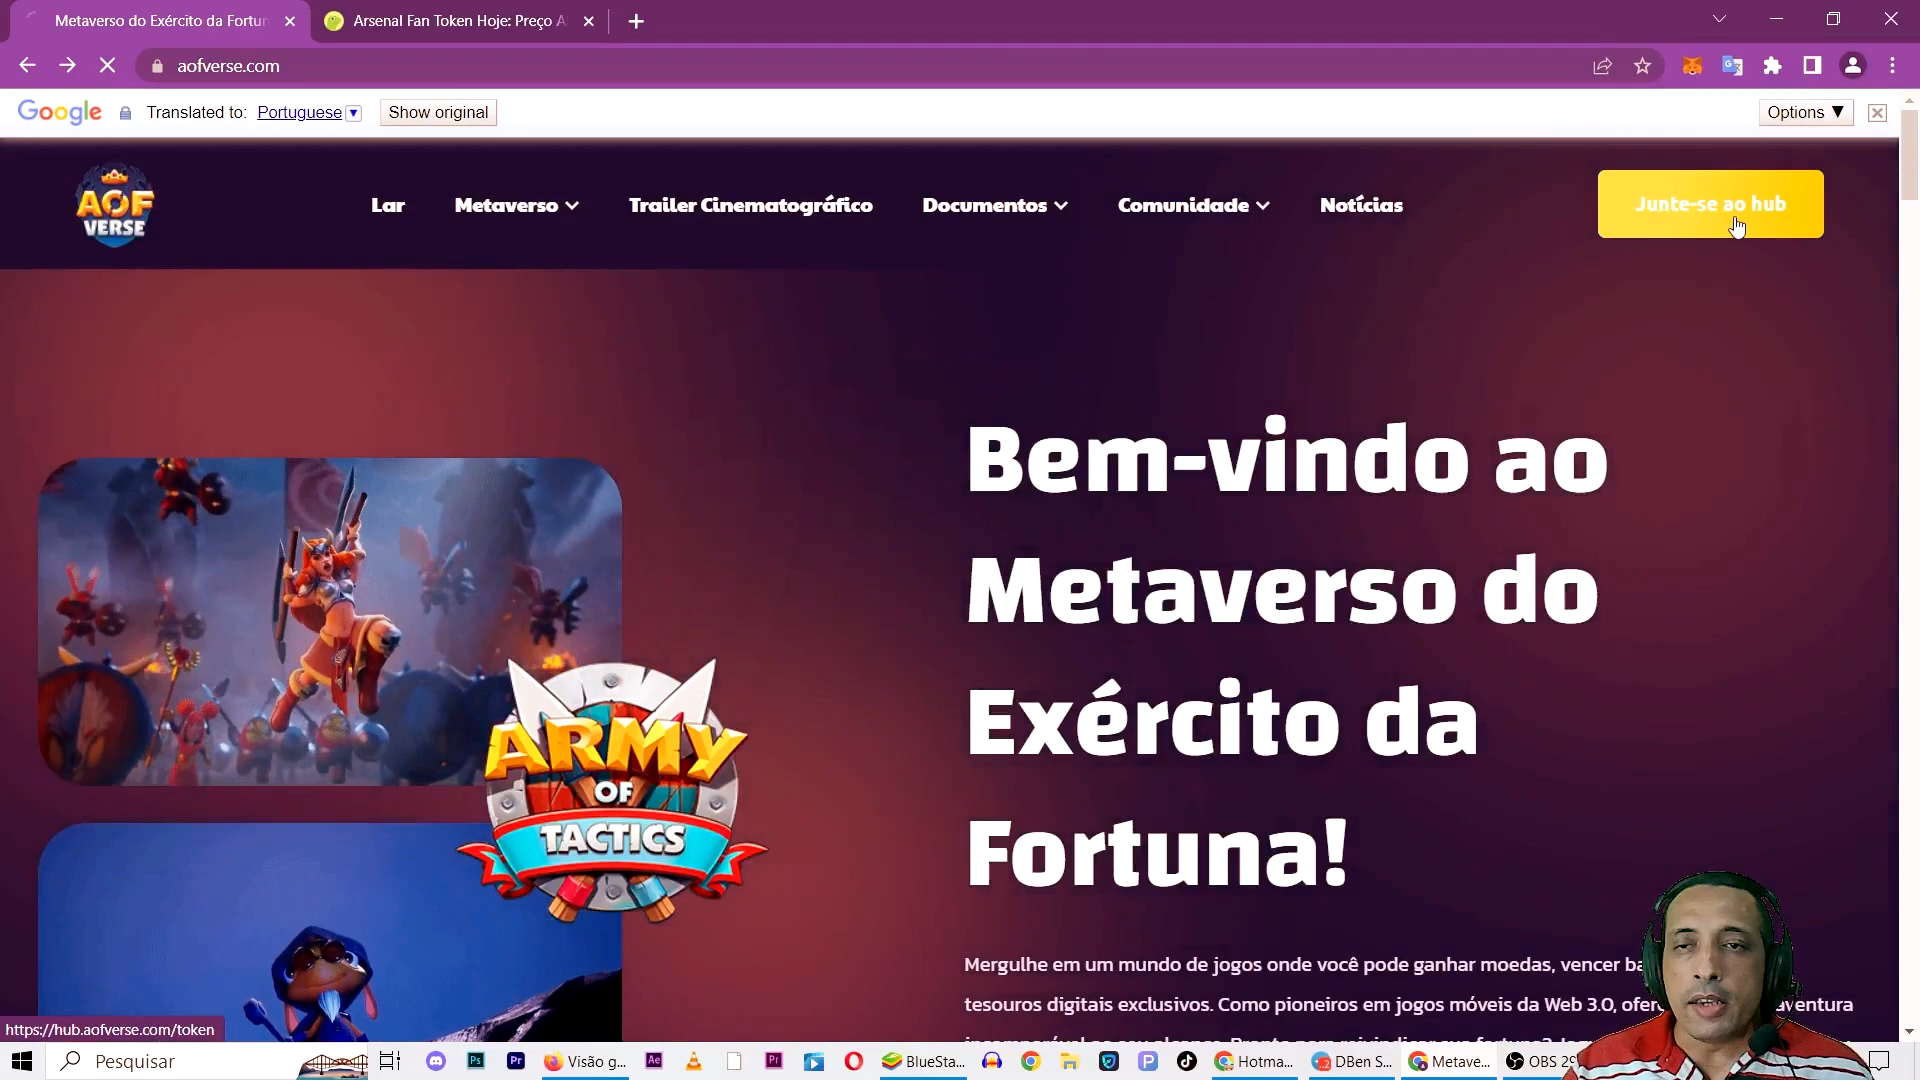 Metaverso do Exército da Fortun
Arsenal Fan Token Hoje: Preço A
aofverse.com
Google
Translated to: Portuguese
Show original
Options ▼
AOF
VERSE
Lar
Metaverso
Trailer Cinematográfico
Documentos
Comunidade
Notícias
Junte-se ao hub
Bem-vindo ao
Metaverso do
Exército da
Fortuna!
ARMY
OF
TACTICS
Mergulhe em um mundo de jogos onde você pode ganhar moedas, vencer
tesouros digitais exclusivos. Como pioneiros em jogos móveis da Web 3.0,
aventura
https://hub.aofverse.com/token
Pesquisar
Visão g...
BlueSta...
Hotma...
DBen S...
Metave...
OBS 29